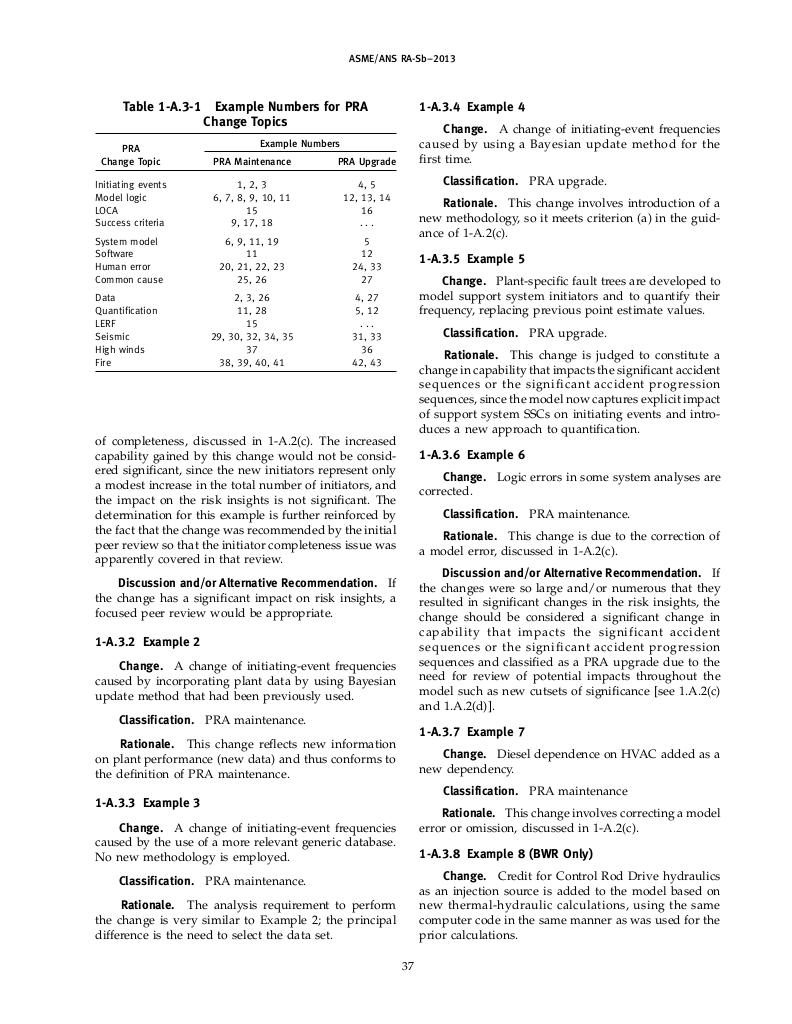 ASME/ANS RA-Sb–2013
Table 1-A.3-1 Example Numbers for PRA
Change Topics
PRA
Change Topic
Example Numbers
PRA Maintenance PRA Upgrade
Initiating events 1, 2, 3 4, 5
Model logic 6, 7, 8, 9, 10, 11 12, 13, 14
LOCA 15 16
Success criteria 9, 17, 18 . . .
System model 6, 9, 11, 19 5
Software 11 12
Human error 20, 21, 22, 23 24, 33
Common cause 25, 26 27
Data 2, 3, 26 4, 27
Quantification 11, 28 5, 12
LERF 15 . . .
Seismic 29, 30, 32, 34, 35 31, 33
High winds 37 36
Fire 38, 39, 40, 41 42, 43
of completeness, discussed in 1-A.2(c). The increased
capability gained by this change would not be consid-
ered significant, since the new initiators represent only
a modest increase in the total number of initiators, and
the impact on the risk insights is not significant. The
determination for this example is further reinforced by
the fact that the change was recommended by the initial
peer review so that the initiator completeness issue was
apparently covered in that review.
Discussion and/or Alternative Recommendation. If
the change has a significant impact on risk insights, a
focused peer review would be appropriate.
1-A.3.2 Example 2
Change. A change of initiating-event frequencies
caused by incorporating plant data by using Bayesian
update method that had been previously used.
Classification. PRA maintenance.
Rationale. This change reflects new information
on plant performance (new data) and thus conforms to
the definition of PRA maintenance.
1-A.3.3 Example 3
Change. A change of initiating-event frequencies
caused by the use of a more relevant generic database.
No new methodology is employed.
Classification. PRA maintenance.
Rationale. The analysis requirement to perform
the change is very similar to Example 2; the principal
difference is the need to select the data set.
1-A.3.4 Example 4
Change. A change of initiating-event frequencies
caused by using a Bayesian update method for the
first time.
Classification. PRA upgrade.
Rationale. This change involves introduction of a
new methodology, so it meets criterion (a) in the guid-
ance of 1-A.2(c).
1-A.3.5 Example 5
Change. Plant-specific fault trees are developed to
model support system initiators and to quantify their
frequency, replacing previous point estimate values.
Classification. PRA upgrade.
Rationale. This change is judged to constitute a
change in capability that impacts the significant accident
sequences or the significant accident progression
sequences, since the model now captures explicit impact
of support system SSCs on initiating events and intro-
duces a new approach to quantification.
1-A.3.6 Example 6
Change. Logic errors in some system analyses are
corrected.
Classification. PRA maintenance.
Rationale. This change is due to the correction of
a model error, discussed in 1-A.2(c).
Discussion and/or Alternative Recommendation. If
the changes were so large and/or numerous that they
resulted in significant changes in the risk insights, the
change should be considered a significant change in
capability that impacts the significant accident
sequences or the significant accident progression
sequences and classified as a PRA upgrade due to the
need for review of potential impacts throughout the
model such as new cutsets of significance [see 1.A.2(c)
and 1.A.2(d)].
1-A.3.7 Example 7
Change. Diesel dependence on HVAC added as a
new dependency.
Classification. PRA maintenance
Rationale. This change involves correcting a model
error or omission, discussed in 1-A.2(c).
1-A.3.8 Example 8 (BWR Only)
Change. Credit for Control Rod Drive hydraulics
as an injection source is added to the model based on
new thermal-hydraulic calculations, using the same
computer code in the same manner as was used for the
prior calculations.
37